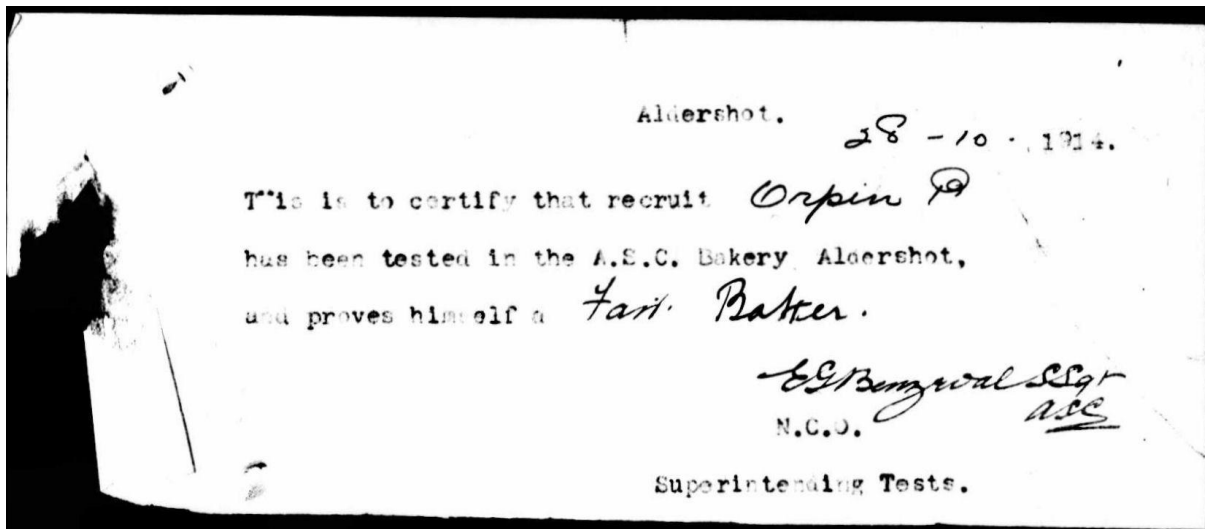 Aldershot.
28 - 10 - 1914.
This is to certify that recruit Orpin P
has been tested in the A.S.C. Bakery Aldershot,
and proves himself a Fair Baker.
SSgt
ASC
N.C.O.
Superintending Tests.